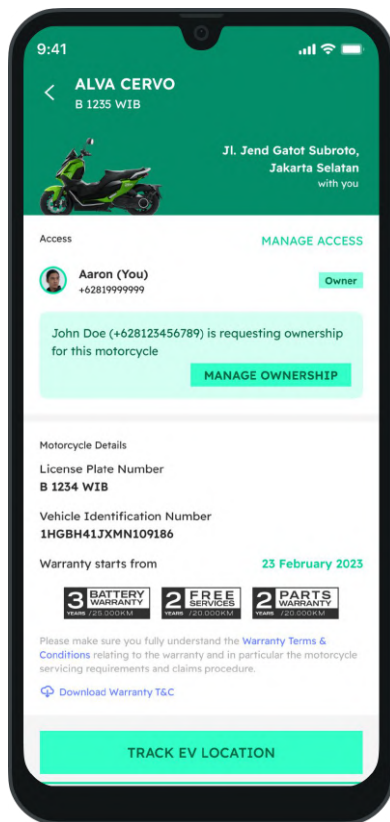 9:41
ALVA CERVO
B 1235 WIB
Jl. Jend Gatot Subroto,
Jakarta Selatan
with you
Access
MANAGE ACCESS
Aaron (You)
+62819999999
Owner
John Doe (+628123456789) is requesting ownership
for this motorcycle
MANAGE OWNERSHIP
Motorcycle Details
License Plate Number
B 1234 WIB
Vehicle Identification Number
1HGBH41JXMN109186
Warranty starts from
23 February 2023
3 YEARS BATTERY WARRANTY /25.000KM
2 YEARS FREE SERVICES /20.000KM
2 YEARS PARTS WARRANTY /20.000KM
Please make sure you fully understand the Warranty Terms &
Conditions relating to the warranty and in particular the motorcycle
servicing requirements and claims procedure.
Download Warranty T&C
TRACK EV LOCATION